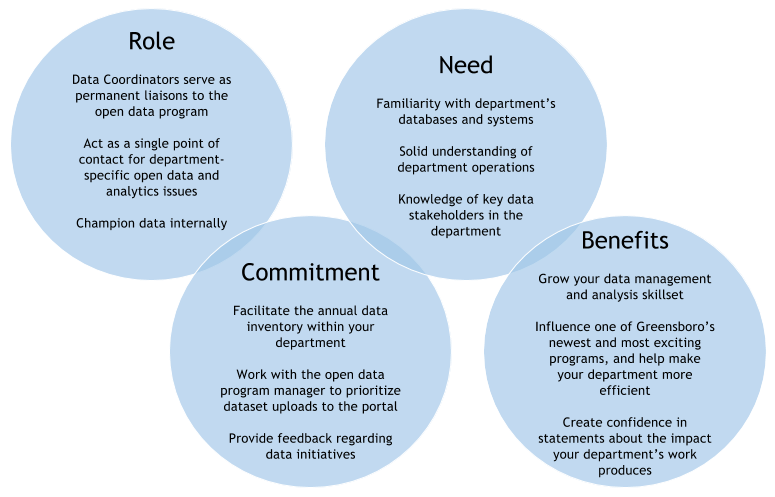 Role
Data Coordinators serve as
permanent liaisons to the
open data program
Act as a single point of
contact for department-
specific open data and
analytics issues
Champion data internally
Need
Familiarity with department’s
databases and systems
Solid understanding of
department operations
Knowledge of key data
stakeholders in the
department
Commitment
Facilitate the annual data
inventory within your
department
Work with the open data
program manager to prioritize
dataset uploads to the portal
Provide feedback regarding
data initiatives
Benefits
Grow your data management
and analysis skillset
Influence one of Greensboro’s
newest and most exciting
programs, and help make
your department more
efficient
Create confidence in
statements about the impact
your department’s work
produces